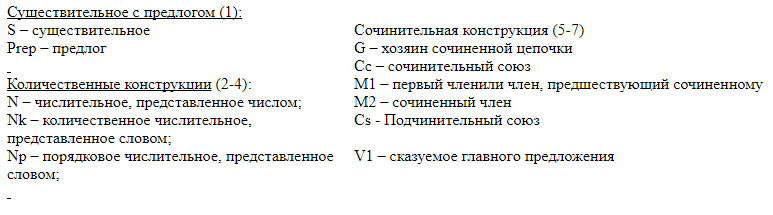 Существительное с предлогом (1):
S – существительное
Prep – предлог
Количественные конструкции (2-4):
N – числительное, представленное числом;
Nk – количественное числительное,
представленное словом;
Np – порядковое числительное, представленное
словом;
Сочинительная конструкция (5-7)
G – хозяин сочиненной цепочки
Cc – сочинительный союз
M1 – первый членили член, предшествующий сочиненному
M2 – сочиненный член
Cs - Подчинительный союз
V1 – сказуемое главного предложения